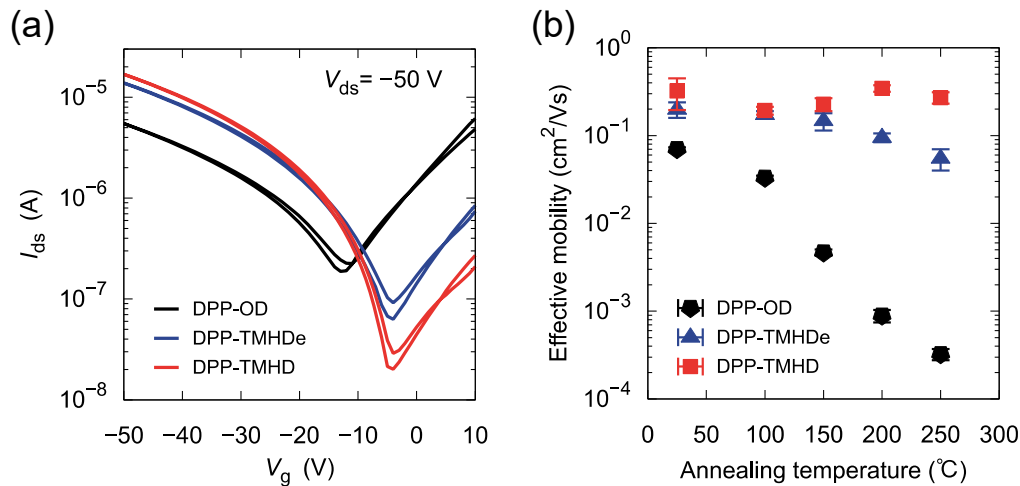 (a)
V_ds= −50 V
10^−5
10^−6
10^−7
10^−8
I_ds (A)
DPP-OD
DPP-TMHDe
DPP-TMHD
−50 −40 −30 −20 −10 0 10
V_g (V)
(b)
10^0
10^−1
10^−2
10^−3
10^−4
Effective mobility (cm^2/Vs)
DPP-OD
DPP-TMHDe
DPP-TMHD
0 50 100 150 200 250 300
Annealing temperature (℃)